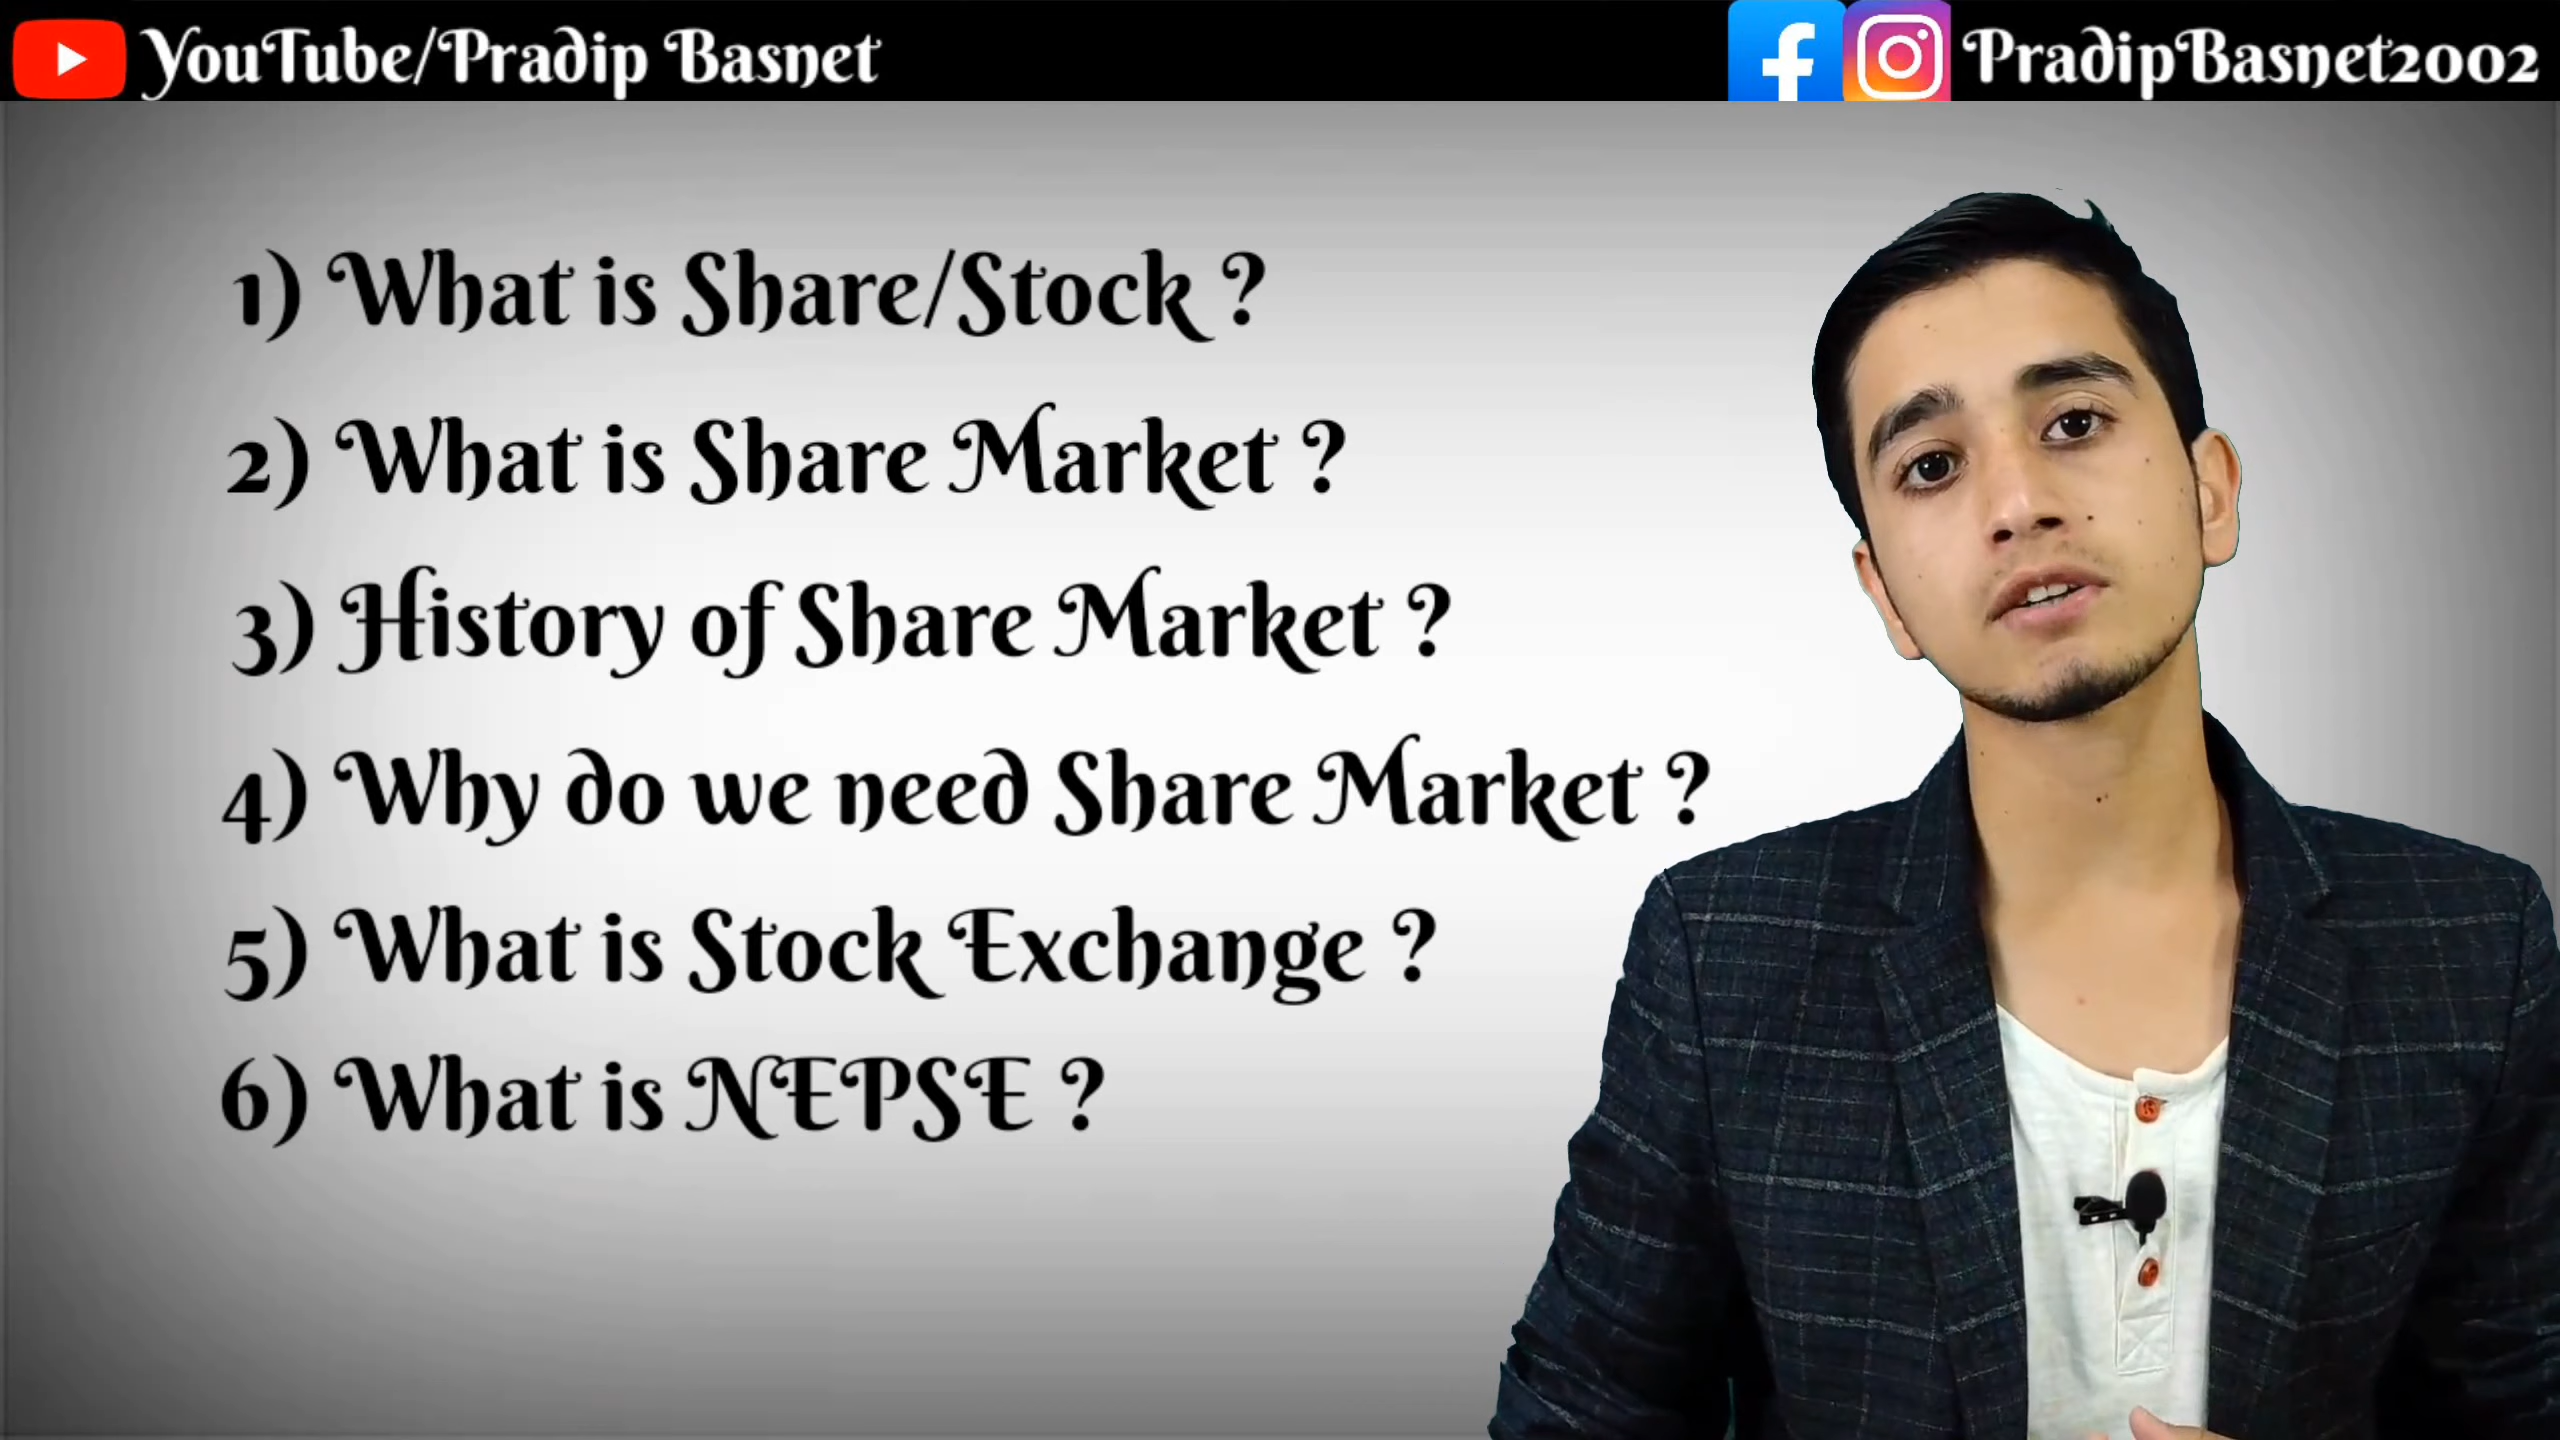 YouTube/Pradip Basnet
PradipBasnet2002
1) What is Share/Stock ?
2) What is Share Market ?
3) History of Share Market ?
4) Why do we need Share Market ?
5) What is Stock Exchange ?
6) What is NEPSE ?